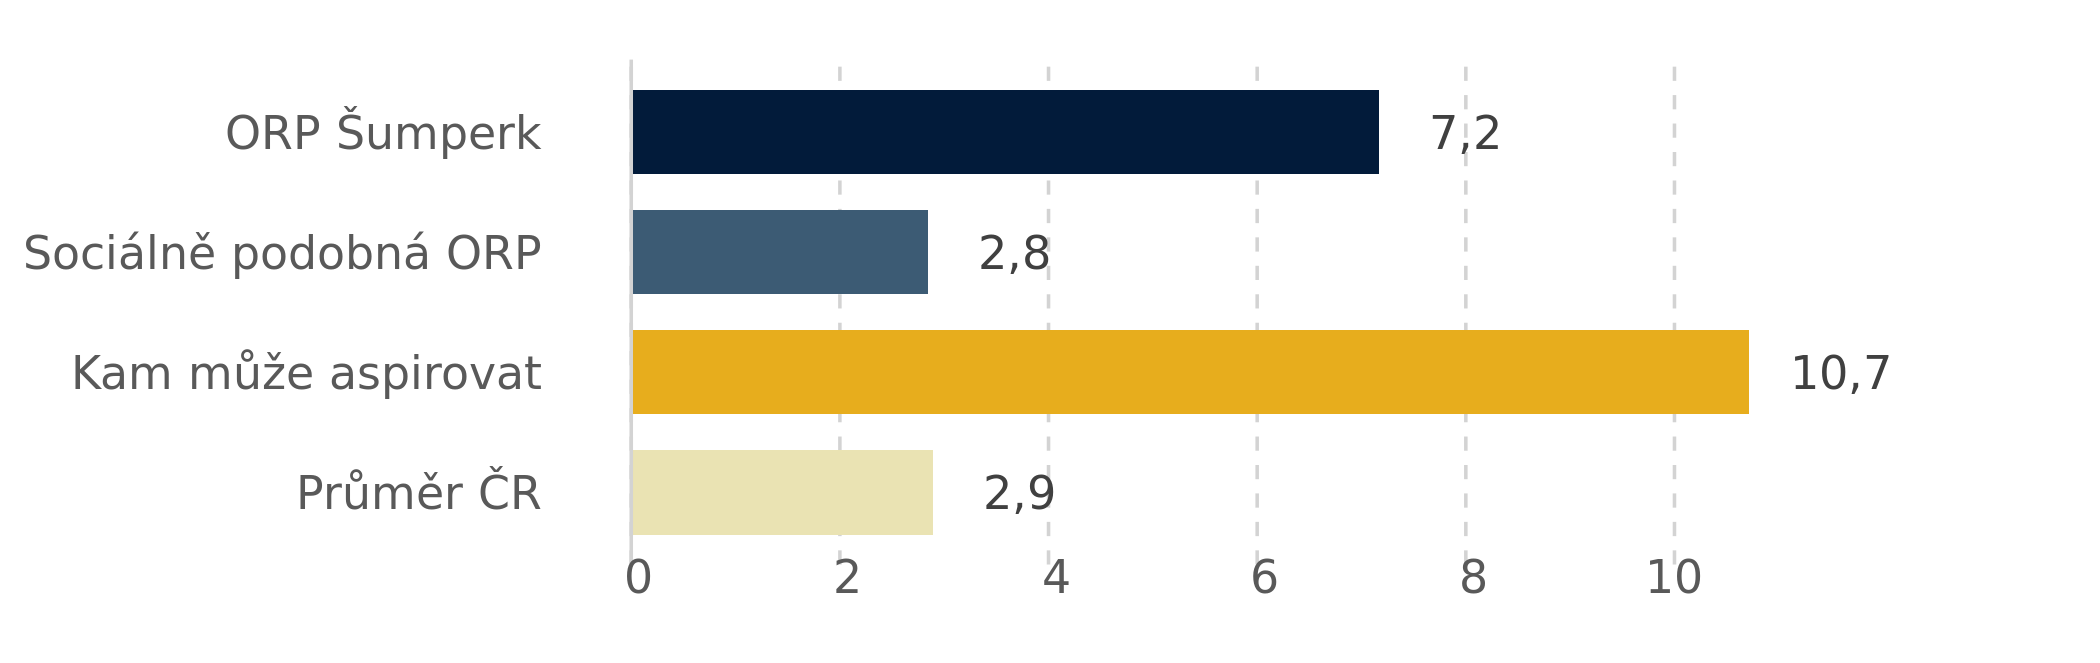 ORP Šumperk 7,2
Sociálně podobná ORP 2,8
Kam může aspirovat 10,7
Průměr ČR 2,9
0 2 4 6 8 10